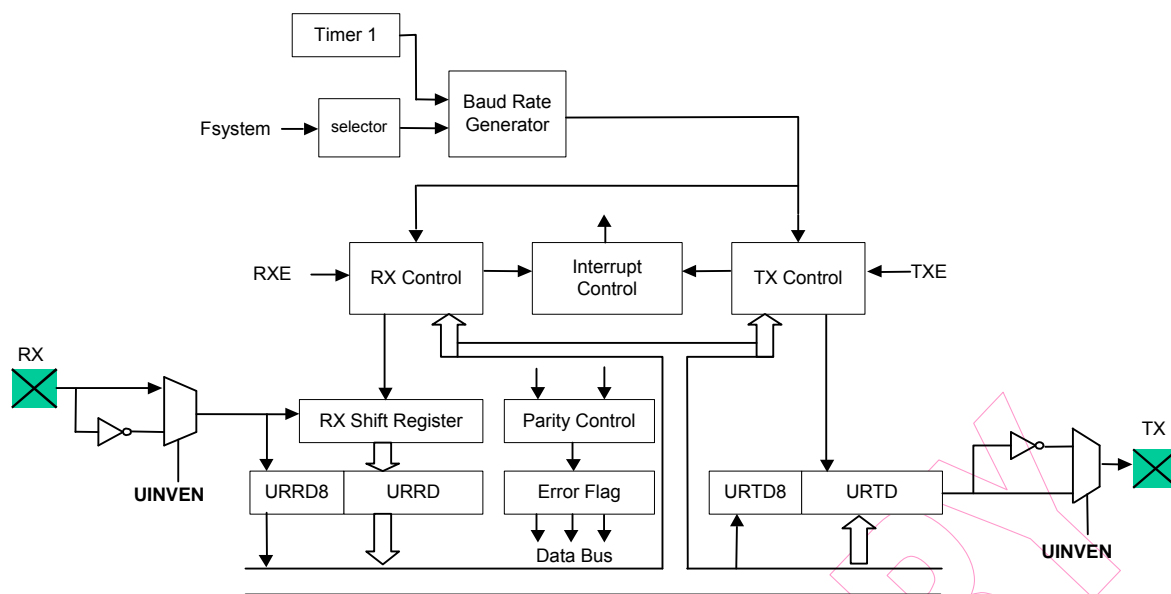 Timer 1
Baud Rate
Generator
Fsystem
selector
RXE
RX Control
Interrupt
Control
TX Control
TXE
RX
RX Shift Register
Parity Control
TX
UINVEN
URRD8
URRD
Error Flag
URTD8
URTD
Data Bus
UINVEN